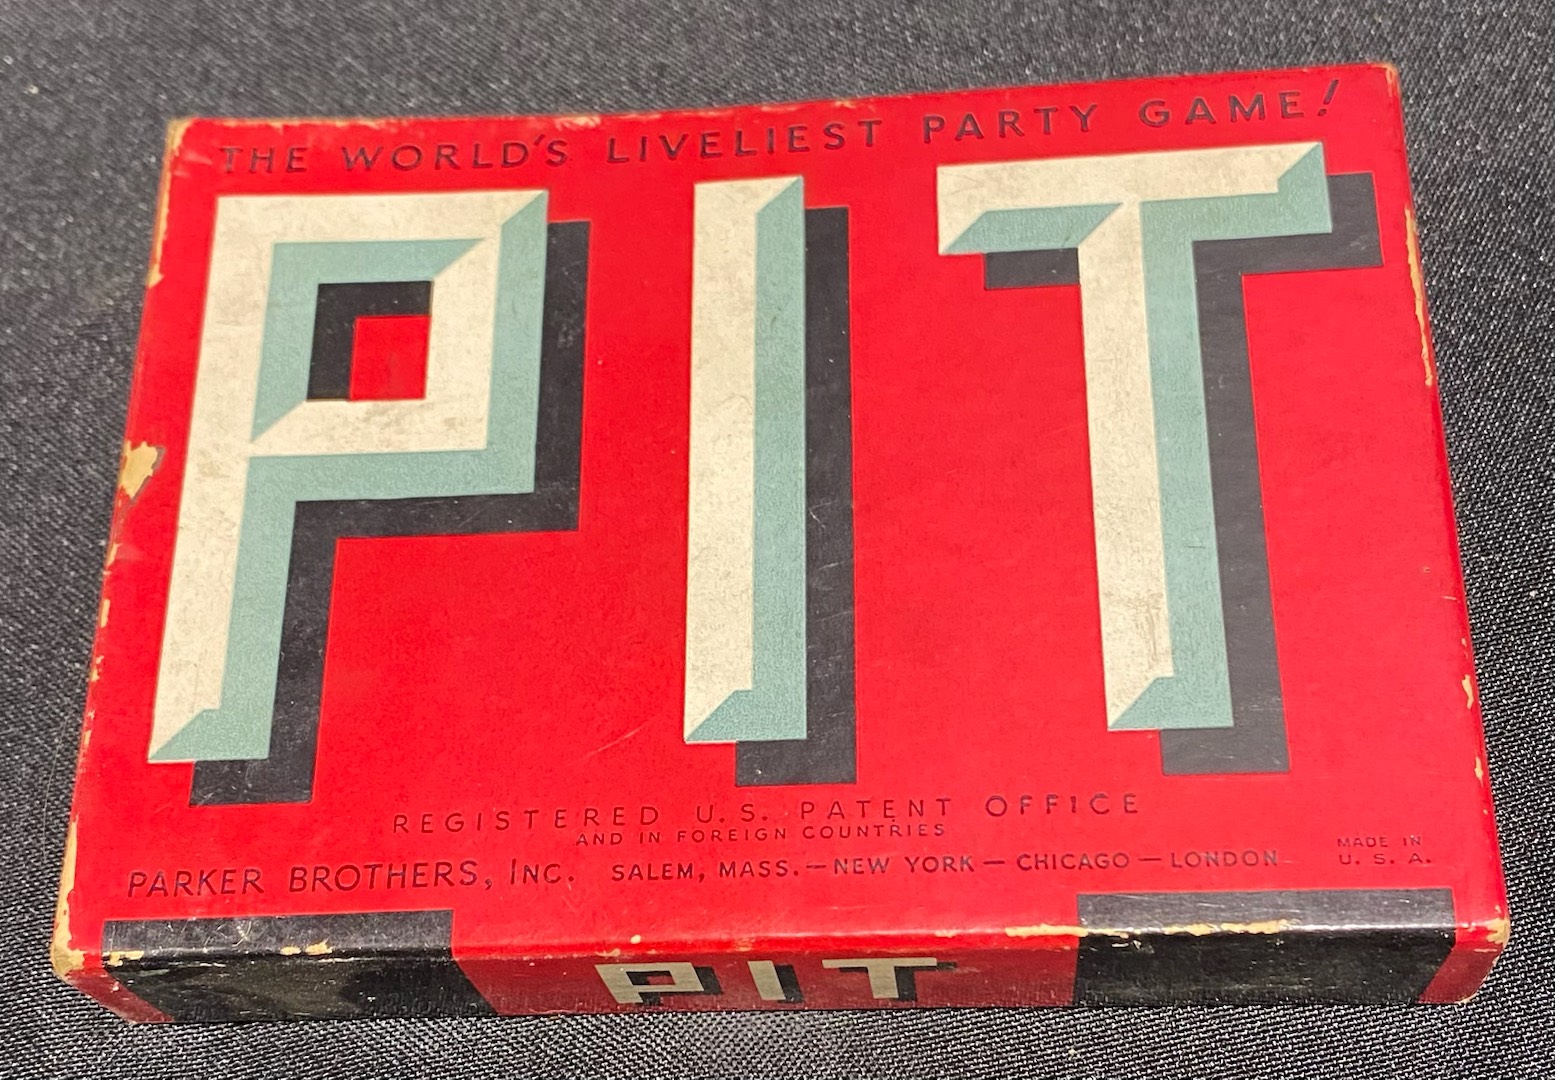 THE WORLD'S LIVELIEST PARTY GAME!
PIT
REGISTERED U.S. PATENT OFFICE
AND IN FOREIGN COUNTRIES
PARKER BROTHERS, INC. SALEM, MASS.—NEW YORK—CHICAGO—LONDON
MADE IN
U. S. A.
PIT